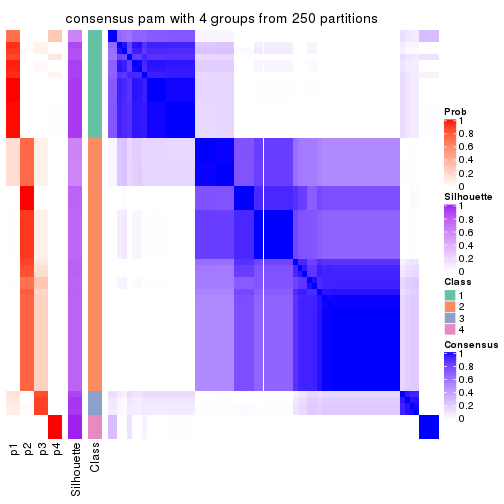 consensus pam with 4 groups from 250 partitions
Prob
1
0.8
0.6
0.4
0.2
0
Silhouette
1
0.8
0.6
0.4
0.2
0
Class
1
2
3
4
Consensus
1
0.8
0.6
0.4
0.2
0
p1
p2
p3
p4
Silhouette
Class